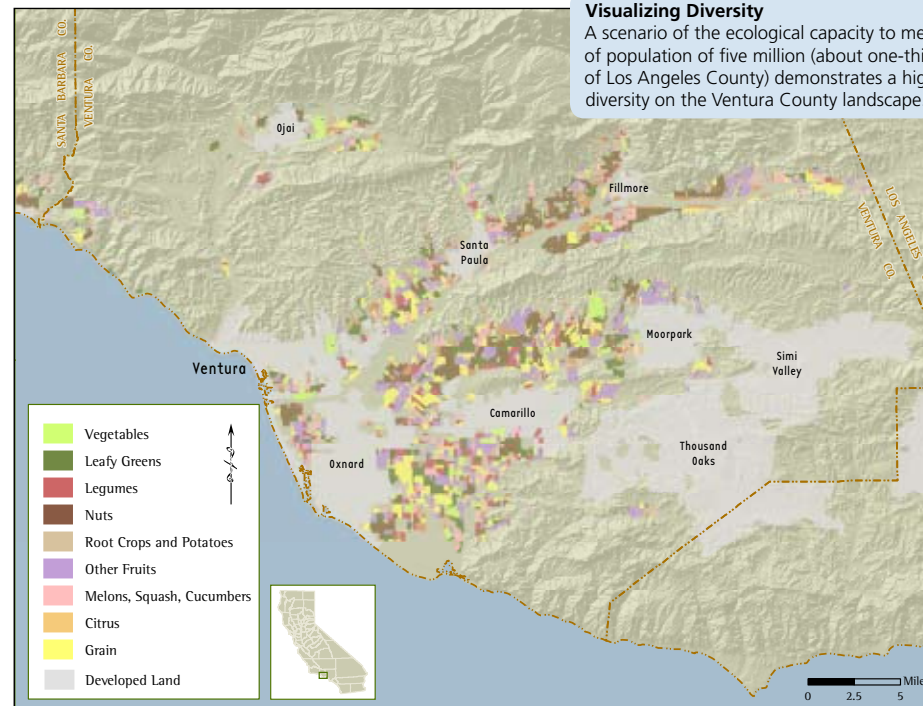 Visualizing Diversity
A scenario of the ecological capacity to me
of population of five million (about one-thi
of Los Angeles County) demonstrates a hig
diversity on the Ventura County landscape
SANTA BARBARA CO.
VENTURA CO.
Ojai
Fillmore
LOS ANGELES
VENTURA CO.
Santa
Paula
Moorpark
Ventura
Simi
Valley
Camarillo
Thousand
Oaks
Oxnard
Vegetables
Leafy Greens
Legumes
Nuts
Root Crops and Potatoes
Other Fruits
Melons, Squash, Cucumbers
Citrus
Grain
Developed Land
Mile
0 2.5 5